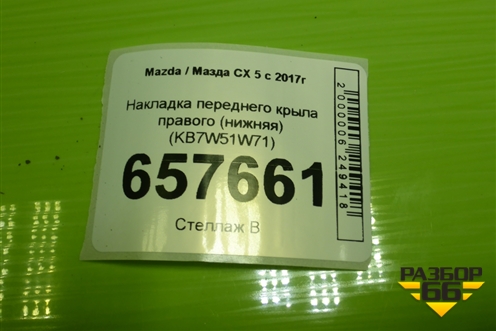 Mazda / Мазда CX 5 с 2017г
Накладка переднего крыла
правого (нижняя)
(KB7W51W71)
657661
Стеллаж В
2000006249418
РАЗБОР
66